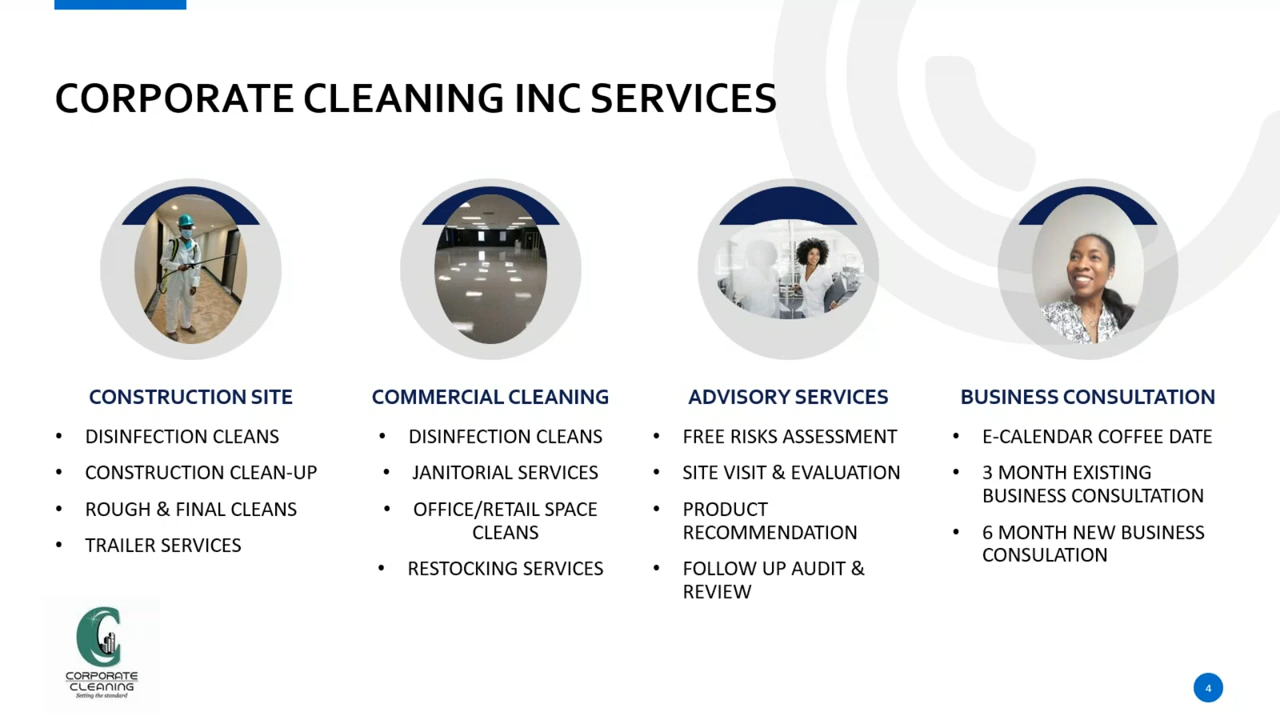 CORPORATE CLEANING INC SERVICES
CONSTRUCTION SITE
• DISINFECTION CLEANS
• CONSTRUCTION CLEAN-UP
• ROUGH & FINAL CLEANS
• TRAILER SERVICES
COMMERCIAL CLEANING
• DISINFECTION CLEANS
• JANITORIAL SERVICES
• OFFICE/RETAIL SPACE
CLEANS
• RESTOCKING SERVICES
ADVISORY SERVICES
• FREE RISKS ASSESSMENT
• SITE VISIT & EVALUATION
• PRODUCT
RECOMMENDATION
• FOLLOW UP AUDIT &
REVIEW
BUSINESS CONSULTATION
• E-CALENDAR COFFEE DATE
• 3 MONTH EXISTING
BUSINESS CONSULTATION
• 6 MONTH NEW BUSINESS
CONSULATION
CORPORATE
CLEANING
Setting the standard
4